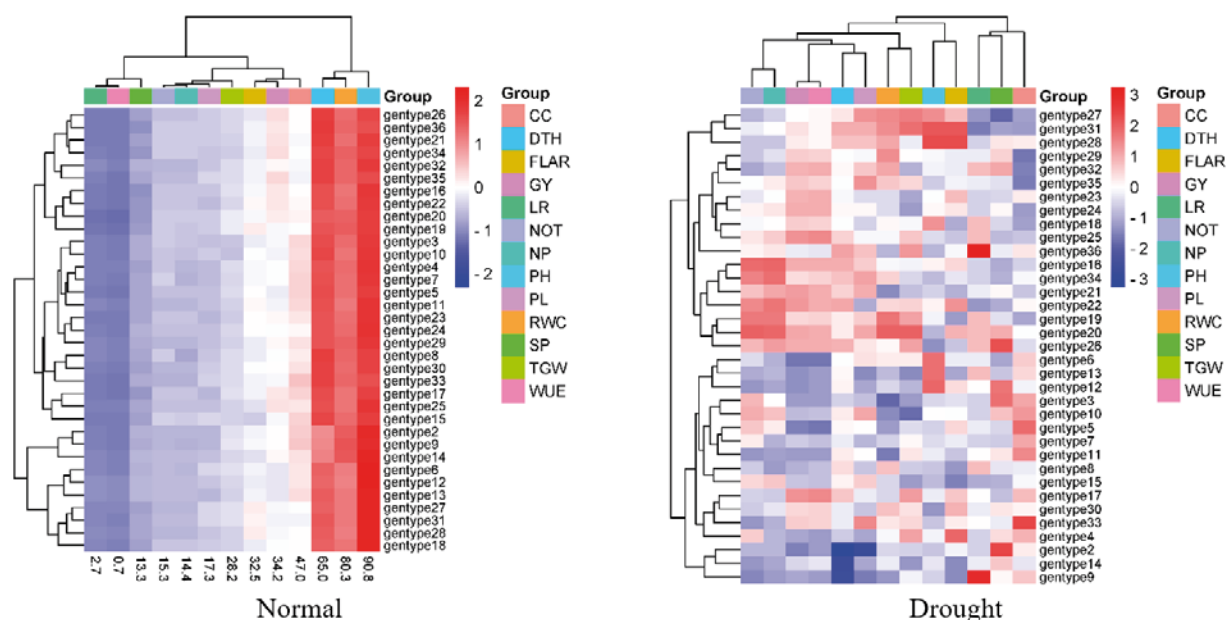 Group
gentype26
gentype36
gentype21
gentype34
gentype32
gentype35
gentype16
gentype22
gentype20
gentype19
gentype3
gentype10
gentype4
gentype7
gentype5
gentype11
gentype23
gentype24
gentype29
gentype8
gentype30
gentype33
gentype17
gentype25
gentype15
gentype2
gentype9
gentype14
gentype6
gentype12
gentype13
gentype27
gentype31
gentype28
gentype18
2.7
0.7
13.3
15.3
14.4
17.3
28.2
32.5
34.2
47.0
65.0
80.3
90.8
2
1
0
-1
-2
Group
CC
DTH
FLAR
GY
LR
NOT
NP
PH
PL
RWC
SP
TGW
WUE
Normal
Group
gentype27
gentype31
gentype28
gentype29
gentype32
gentype35
gentype23
gentype24
gentype18
gentype25
gentype36
gentype16
gentype34
gentype21
gentype22
gentype19
gentype20
gentype26
gentype6
gentype13
gentype12
gentype3
gentype10
gentype5
gentype7
gentype11
gentype8
gentype15
gentype17
gentype30
gentype33
gentype4
gentype2
gentype14
gentype9
3
2
1
0
-1
-2
-3
Group
CC
DTH
FLAR
GY
LR
NOT
NP
PH
PL
RWC
SP
TGW
WUE
Drought